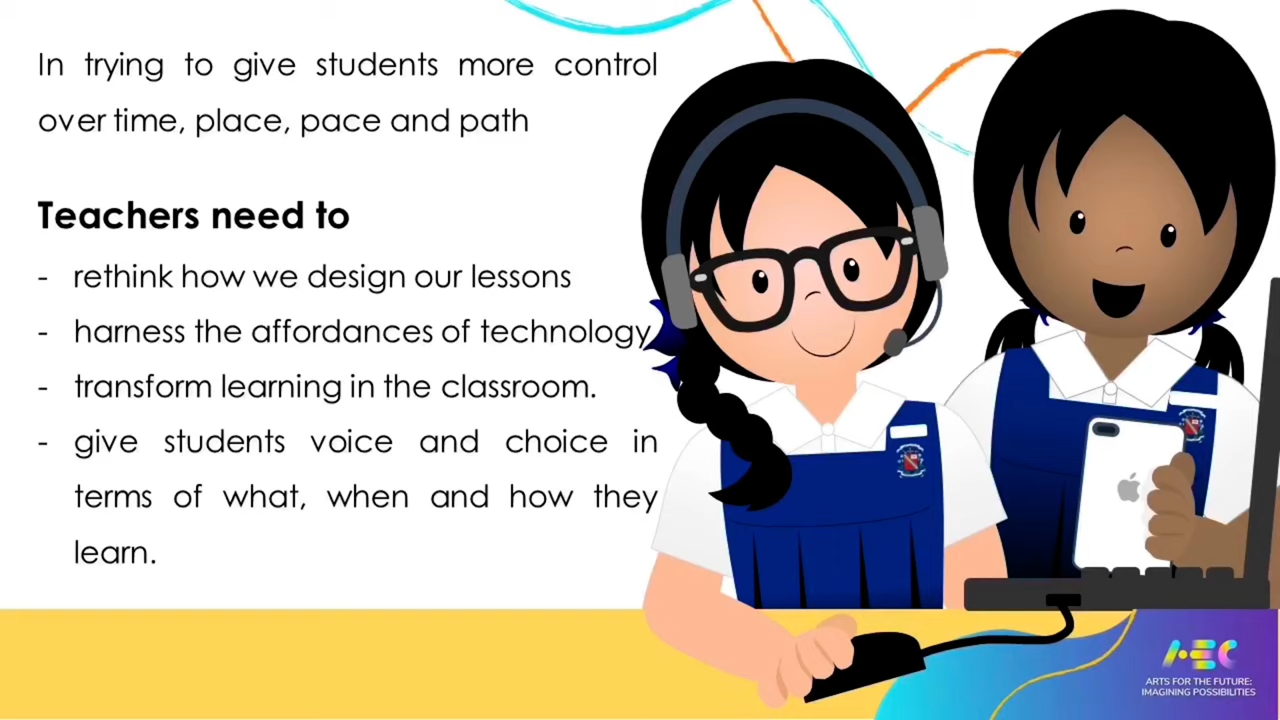 In trying to give students more control
over time, place, pace and path
Teachers need to
- rethink how we design our lessons
- harness the affordances of technology
- transform learning in the classroom.
- give students voice and choice in
terms of what, when and how they
learn.
AEC
ARTS FOR THE FUTURE:
IMAGINING POSSIBILITIES